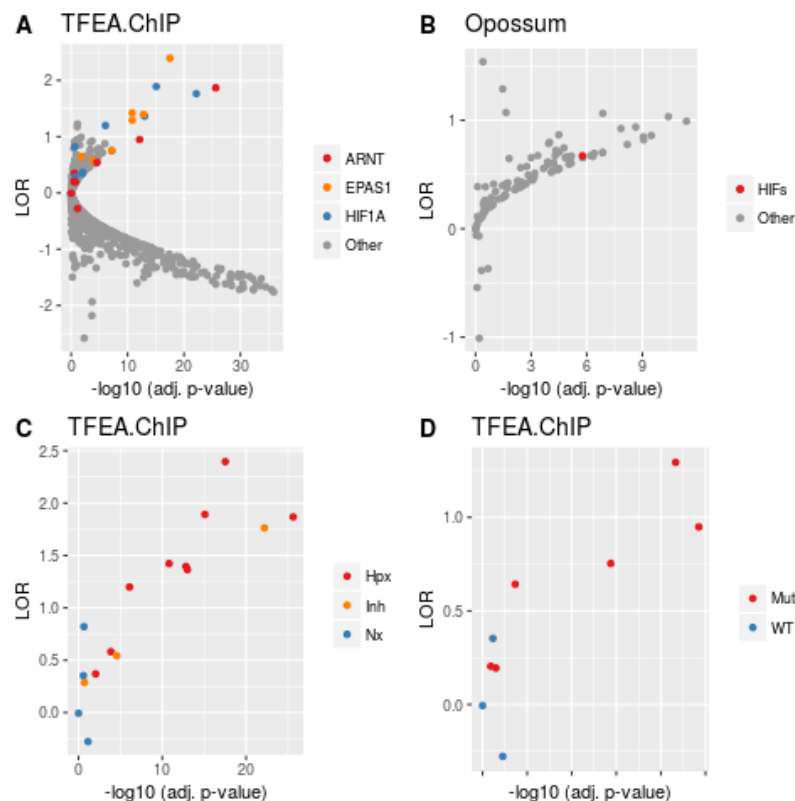 A TFEA.ChIP
2
1
0
-1
-2
LOR
0 10 20 30
-log10 (adj. p-value)
ARNT
EPAS1
HIF1A
Other
B Opossum
1
0
-1
LOR
0 3 6 9
-log10 (adj. p-value)
HIFs
Other
C TFEA.ChIP
2.5
2.0
1.5
1.0
0.5
0.0
LOR
0 10 20
-log10 (adj. p-value)
Hpx
Inh
Nx
D TFEA.ChIP
1.0
0.5
0.0
LOR
-log10 (adj. p-value)
Mut
WT